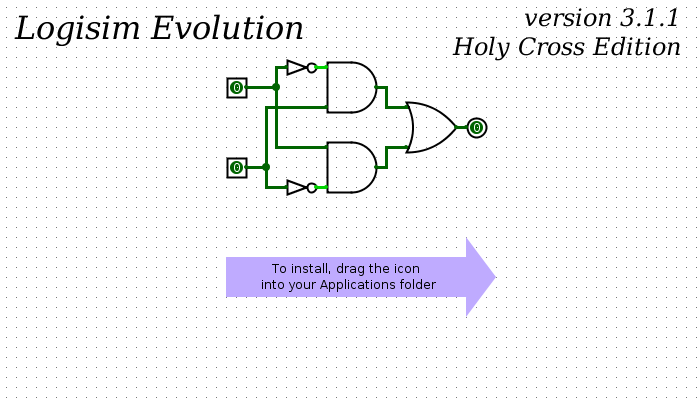 Logisim Evolution
version 3.1.1
Holy Cross Edition
0
0
0
To install, drag the icon
into your Applications folder